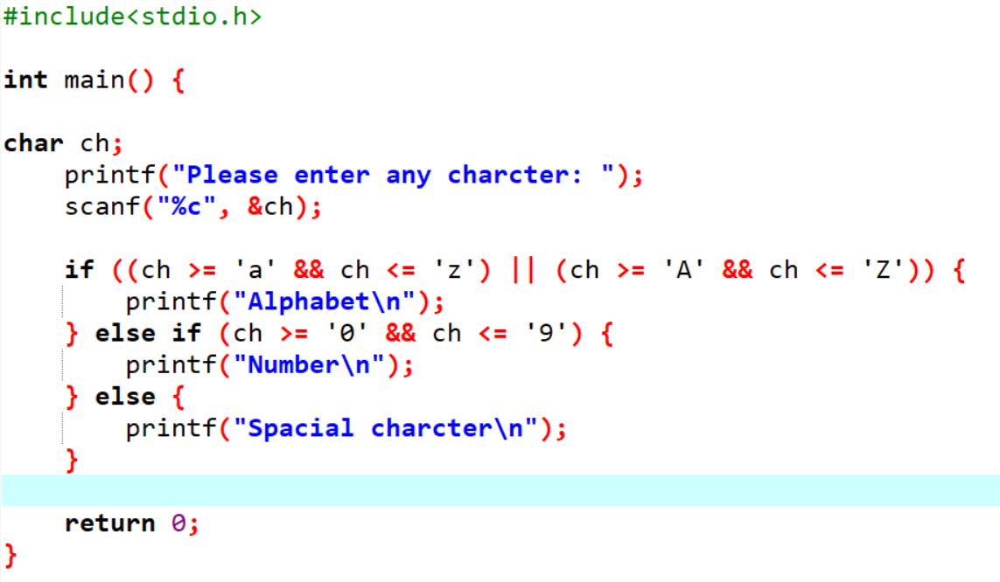 #include<stdio.h>
int main() {
char ch;
printf("Please enter any charcter: ");
scanf("%c", &ch);
if ((ch >= 'a' && ch <= 'z') || (ch >= 'A' && ch <= 'Z')) {
printf("Alphabet\n");
} else if (ch >= '0' && ch <= '9') {
printf("Number\n");
} else {
printf("Spacial charcter\n");
}
return 0;
}